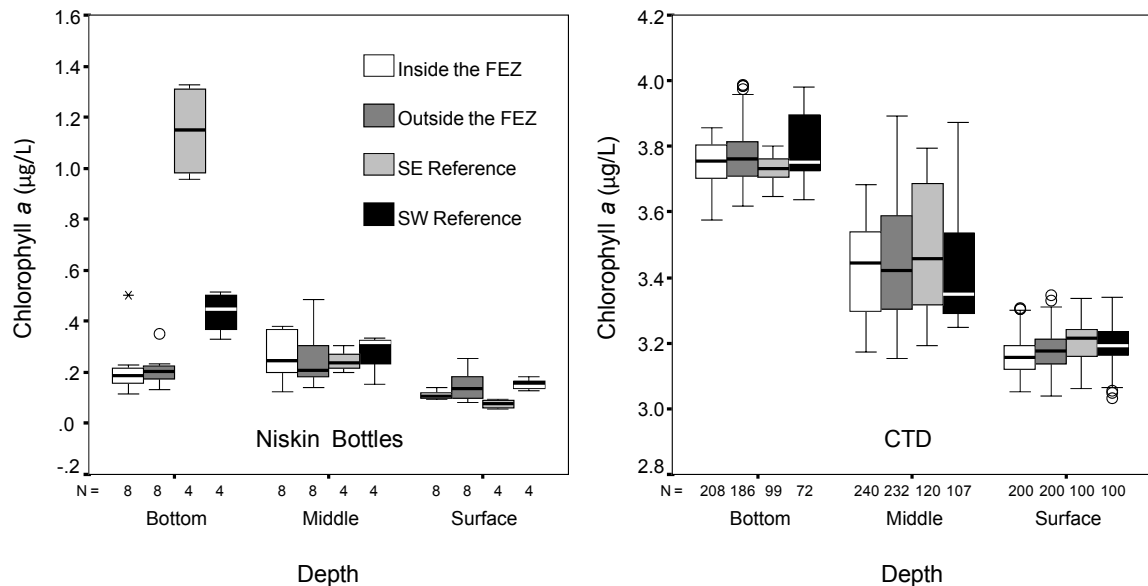 1.6
1.4
1.2
1.0
.8
.6
.4
.2
.0
-.2
Chlorophyll a (µg/L)
Inside the FEZ
Outside the FEZ
SE Reference
SW Reference
Niskin Bottles
N = 8 8 4 4 8 8 4 4 8 8 4 4
Bottom Middle Surface
Depth
4.2
4.0
3.8
3.6
3.4
3.2
3.0
2.8
Chlorophyll a (µg/L)
CTD
N = 208 186 99 72 240 232 120 107 200 200 100 100
Bottom Middle Surface
Depth